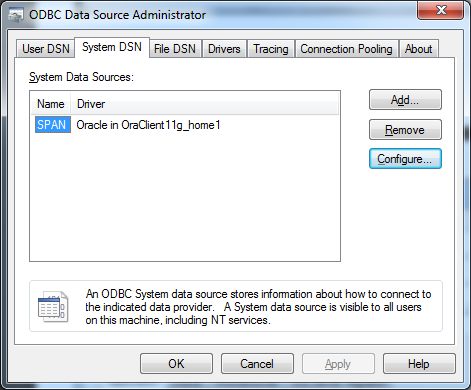 ODBC Data Source Administrator
User DSN System DSN File DSN Drivers Tracing Connection Pooling About
System Data Sources:
Name Driver
SPAN Oracle in OraClient11g_home1
Add...
Remove
Configure...
An ODBC System data source stores information about how to connect to
the indicated data provider. A System data source is visible to all users
on this machine, including NT services.
OK Cancel Apply Help